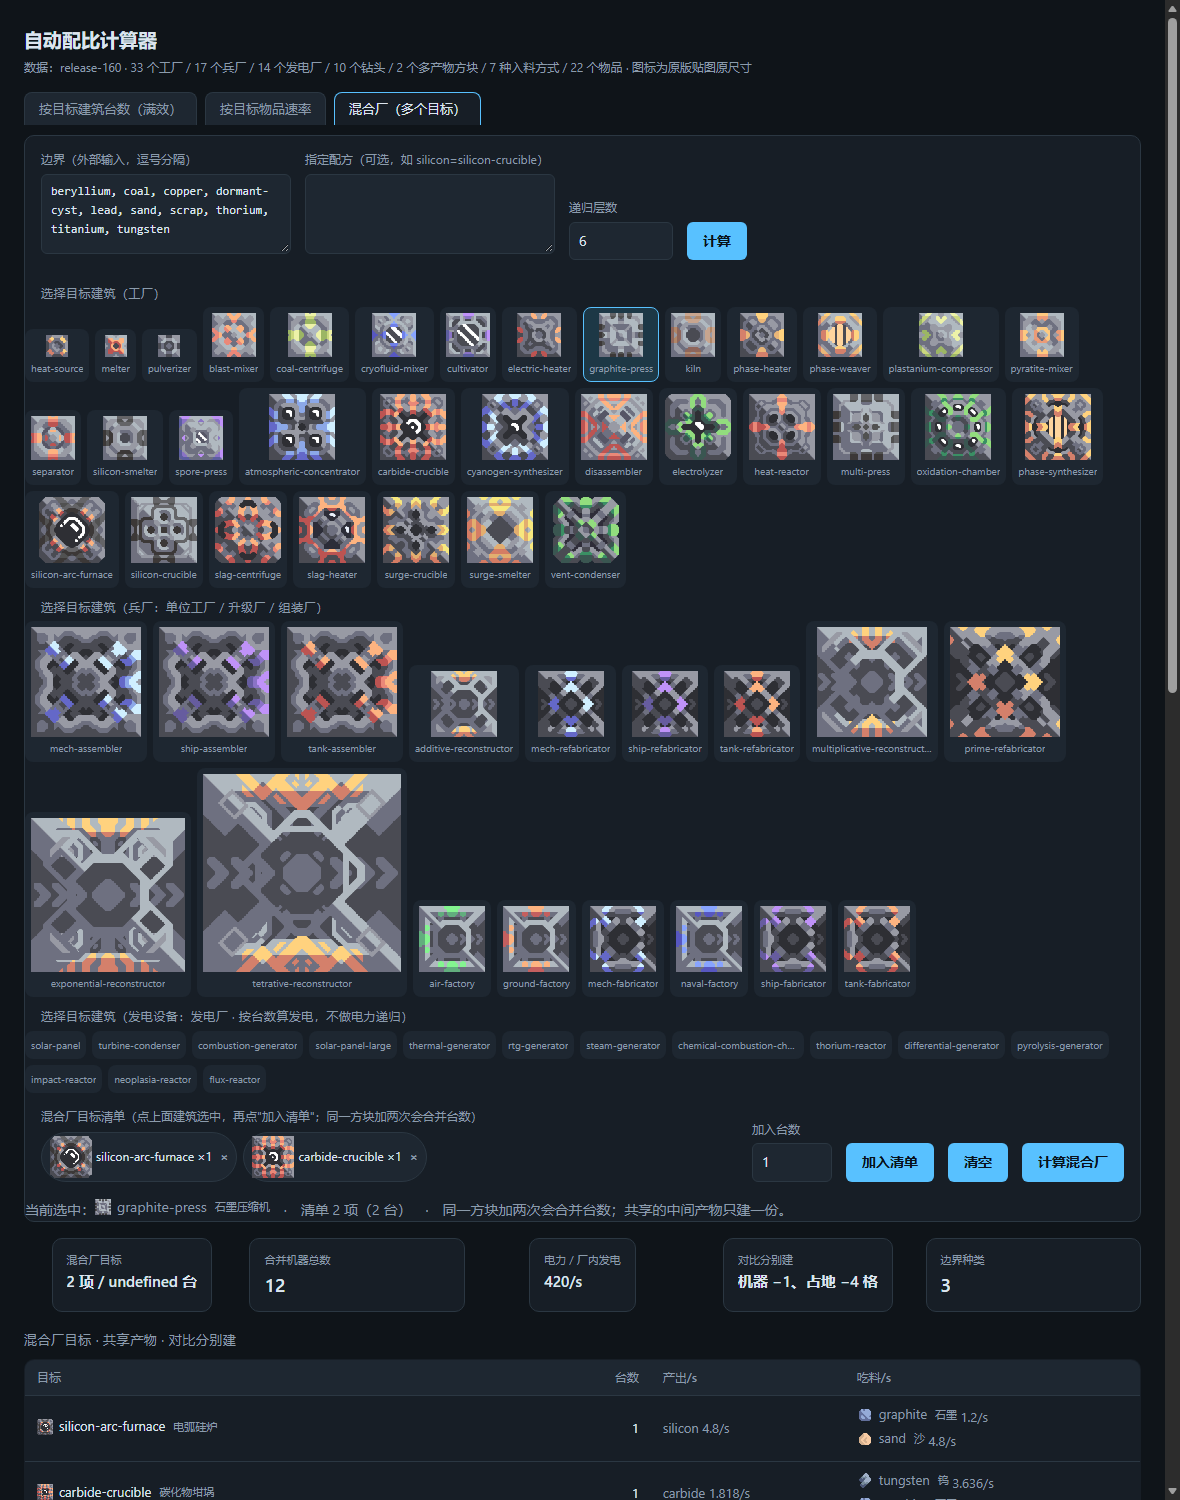 自动配比计算器
数据：release-160 · 33 个工厂 / 17 个兵厂 / 14 个发电厂 / 10 个钻头 / 2 个多产物方块 / 7 种入料方式 / 22 个物品 · 图标为原版贴图原尺寸
按目标建筑台数（满效） 按目标物品速率 混合厂（多个目标）
边界（外部输入，逗号分隔） 指定配方（可选，如 silicon=silicon-crucible）
beryllium, coal, copper, dormant-
cyst, lead, sand, scrap, thorium,
titanium, tungsten
递归层数
6 计算
选择目标建筑（工厂）
heat-source melter pulverizer blast-mixer coal-centrifuge cryofluid-mixer cultivator electric-heater graphite-press kiln phase-heater phase-weaver plastanium-compressor pyratite-mixer
separator silicon-smelter spore-press atmospheric-concentrator carbide-crucible cyanogen-synthesizer disassembler electrolyzer heat-reactor multi-press oxidation-chamber phase-synthesizer
silicon-arc-furnace silicon-crucible slag-centrifuge slag-heater surge-crucible surge-smelter vent-condenser
选择目标建筑（兵厂：单位工厂 / 升级厂 / 组装厂）
mech-assembler ship-assembler tank-assembler additive-reconstructor mech-refabricator ship-refabricator tank-refabricator multiplicative-reconstruct... prime-refabricator
exponential-reconstructor tetrative-reconstructor air-factory ground-factory mech-fabricator naval-factory ship-fabricator tank-fabricator
选择目标建筑（发电设备：发电厂 · 按台数算发电，不做电力递归）
solar-panel turbine-condenser combustion-generator solar-panel-large thermal-generator rtg-generator steam-generator chemical-combustion-ch... thorium-reactor differential-generator pyrolysis-generator
impact-reactor neoplasia-reactor flux-reactor
混合厂目标清单（点上面建筑选中，再点"加入清单"；同一方块加两次会合并台数）
加入台数
silicon-arc-furnace ×1 × carbide-crucible ×1 × 1 加入清单 清空 计算混合厂
当前选中： graphite-press 石墨压缩机 · 清单 2 项（2 台） · 同一方块加两次会合并台数；共享的中间产物只建一份。
混合厂目标 合并机器总数 电力 / 厂内发电 对比分别建 边界种类
2 项 / undefined 台 12 420/s 机器 −1、占地 −4 格 3
混合厂目标 · 共享产物 · 对比分别建
目标 台数 产出/s 吃料/s
silicon-arc-furnace 电弧硅炉 1 silicon 4.8/s graphite 石墨 1.2/s
sand 沙 4.8/s
carbide-crucible 碳化物坩埚 1 carbide 1.818/s tungsten 钨 3.636/s